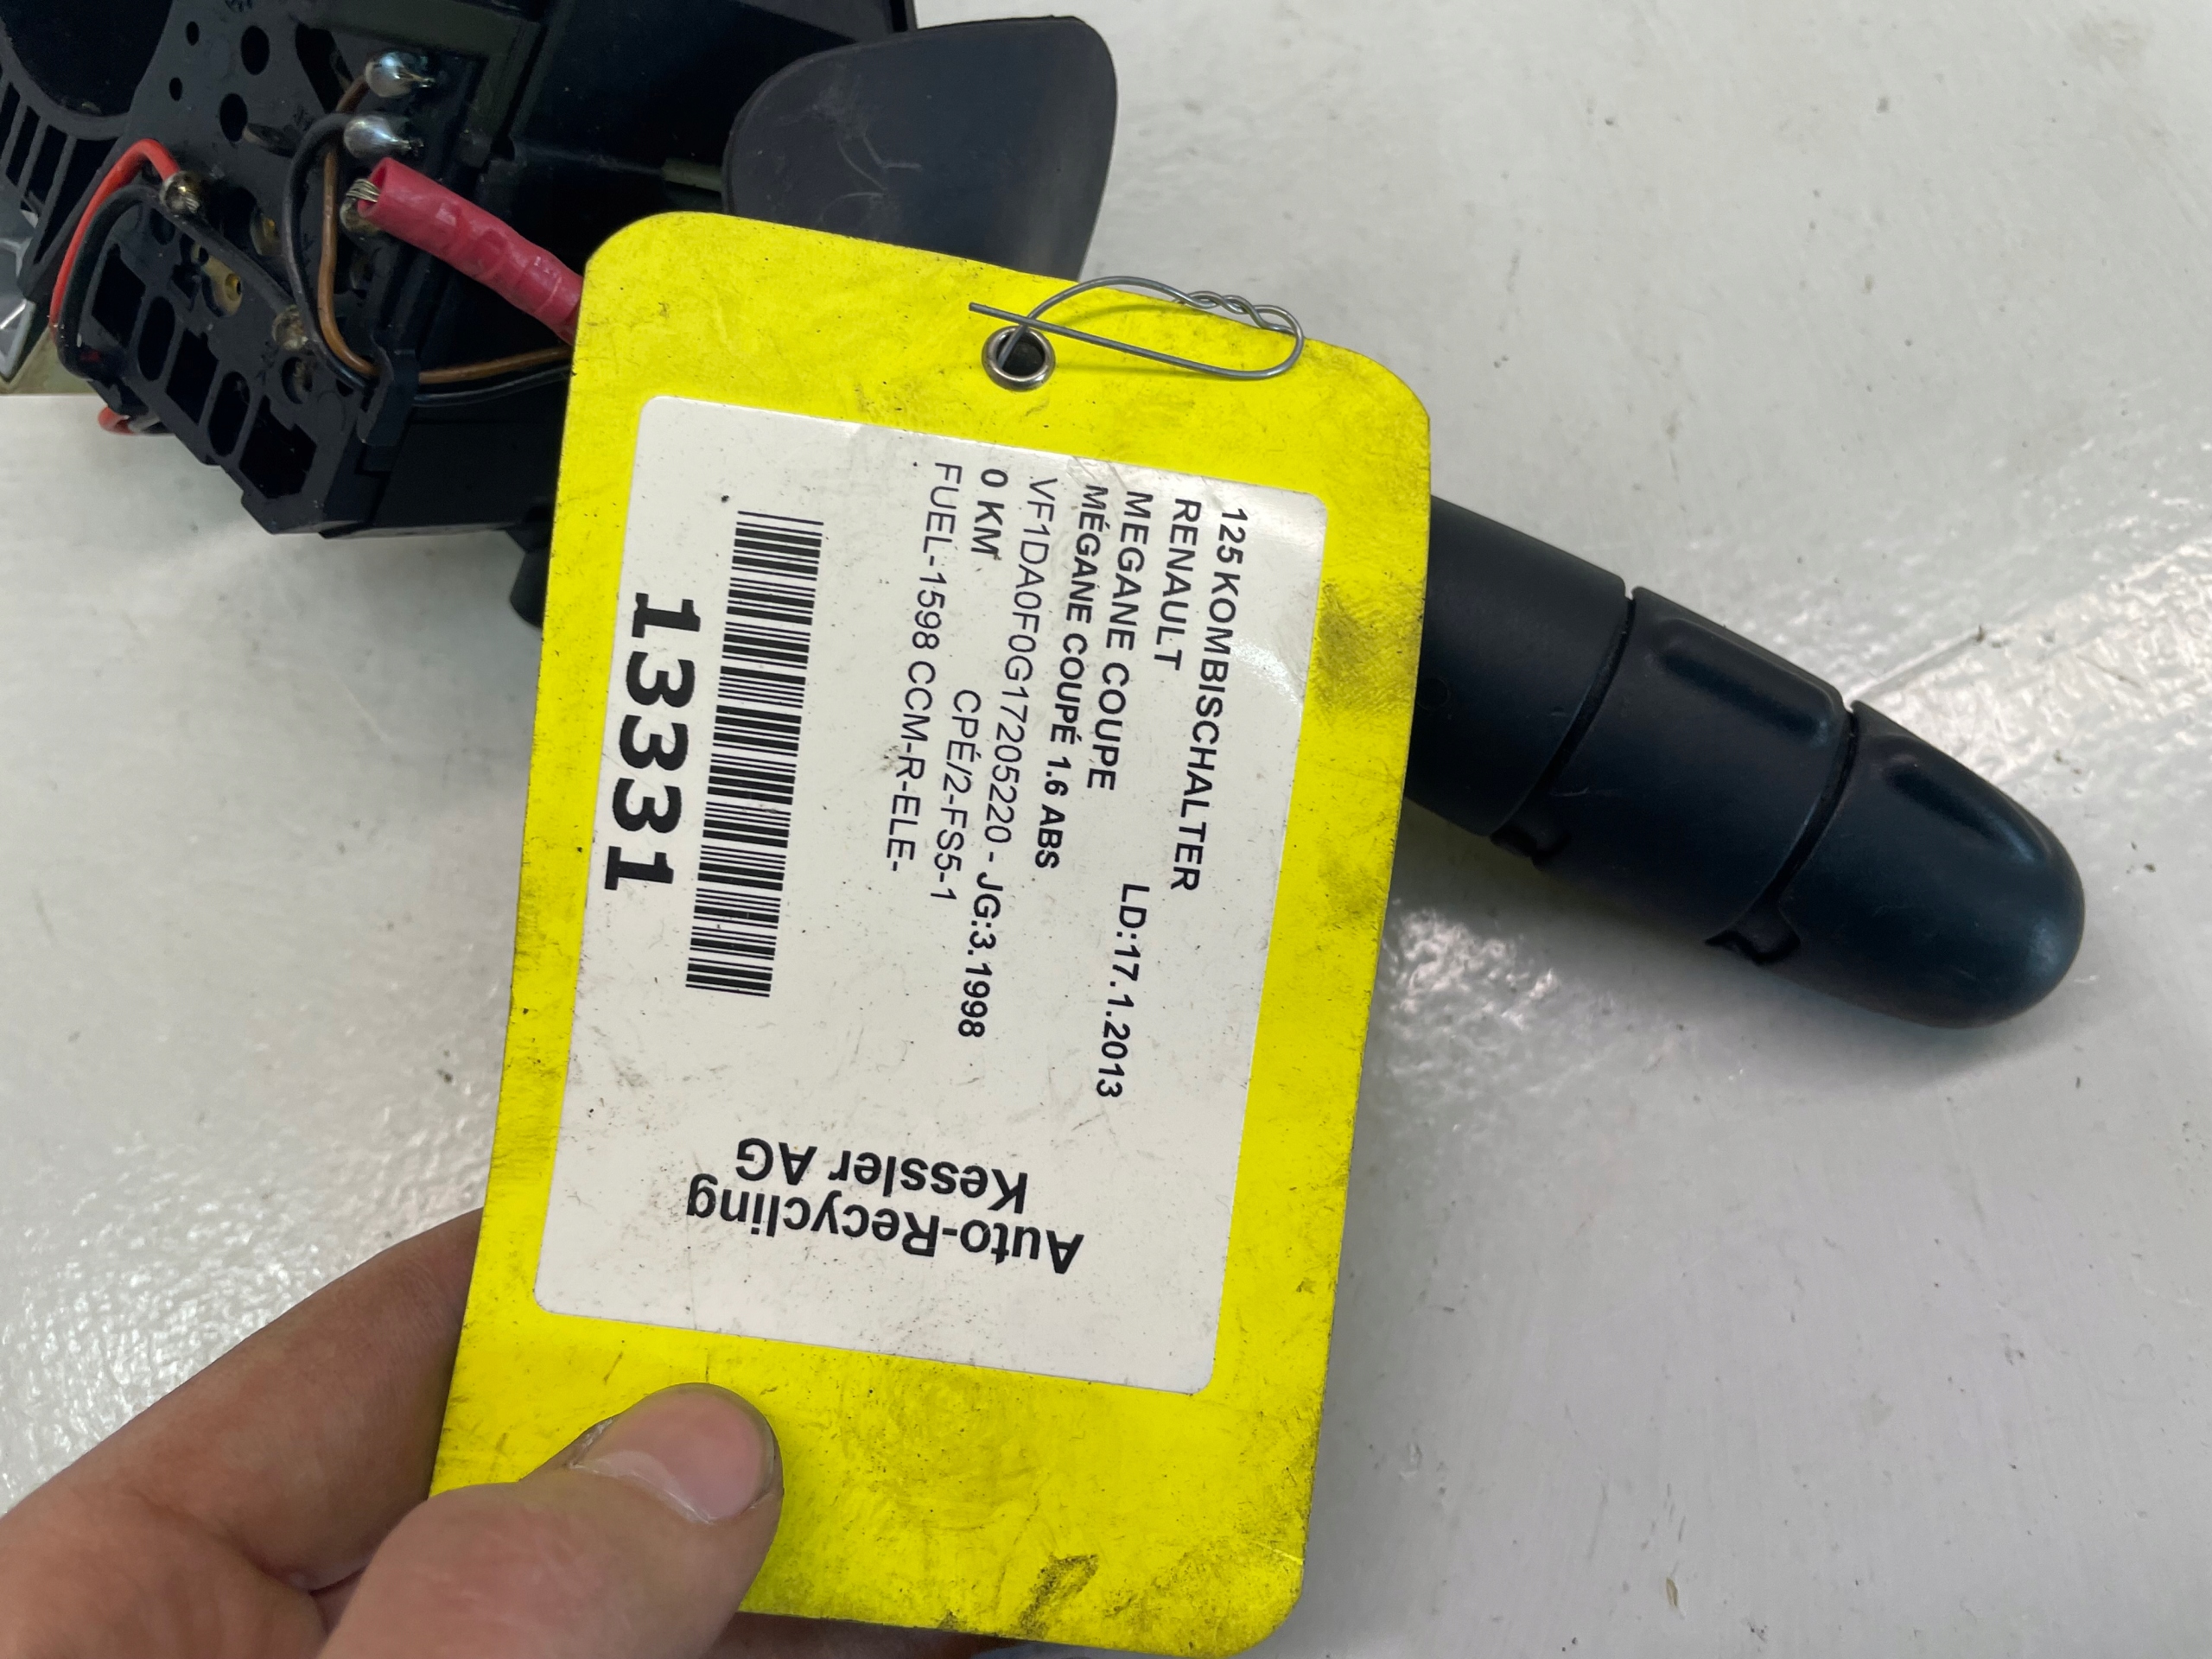 125 KOMBISCHALTER
RENAULT
MEGANE COUPE LD:17.1.2013
MÉGANE COUPÉ 1.6 ABS
VF1DA0F0G17205220 - JG:3.1998
0 KM CPÉ/2-FS5-1
FUEL-1598 CCM-R-ELE-
13331
Auto-Recycling
Kessler AG